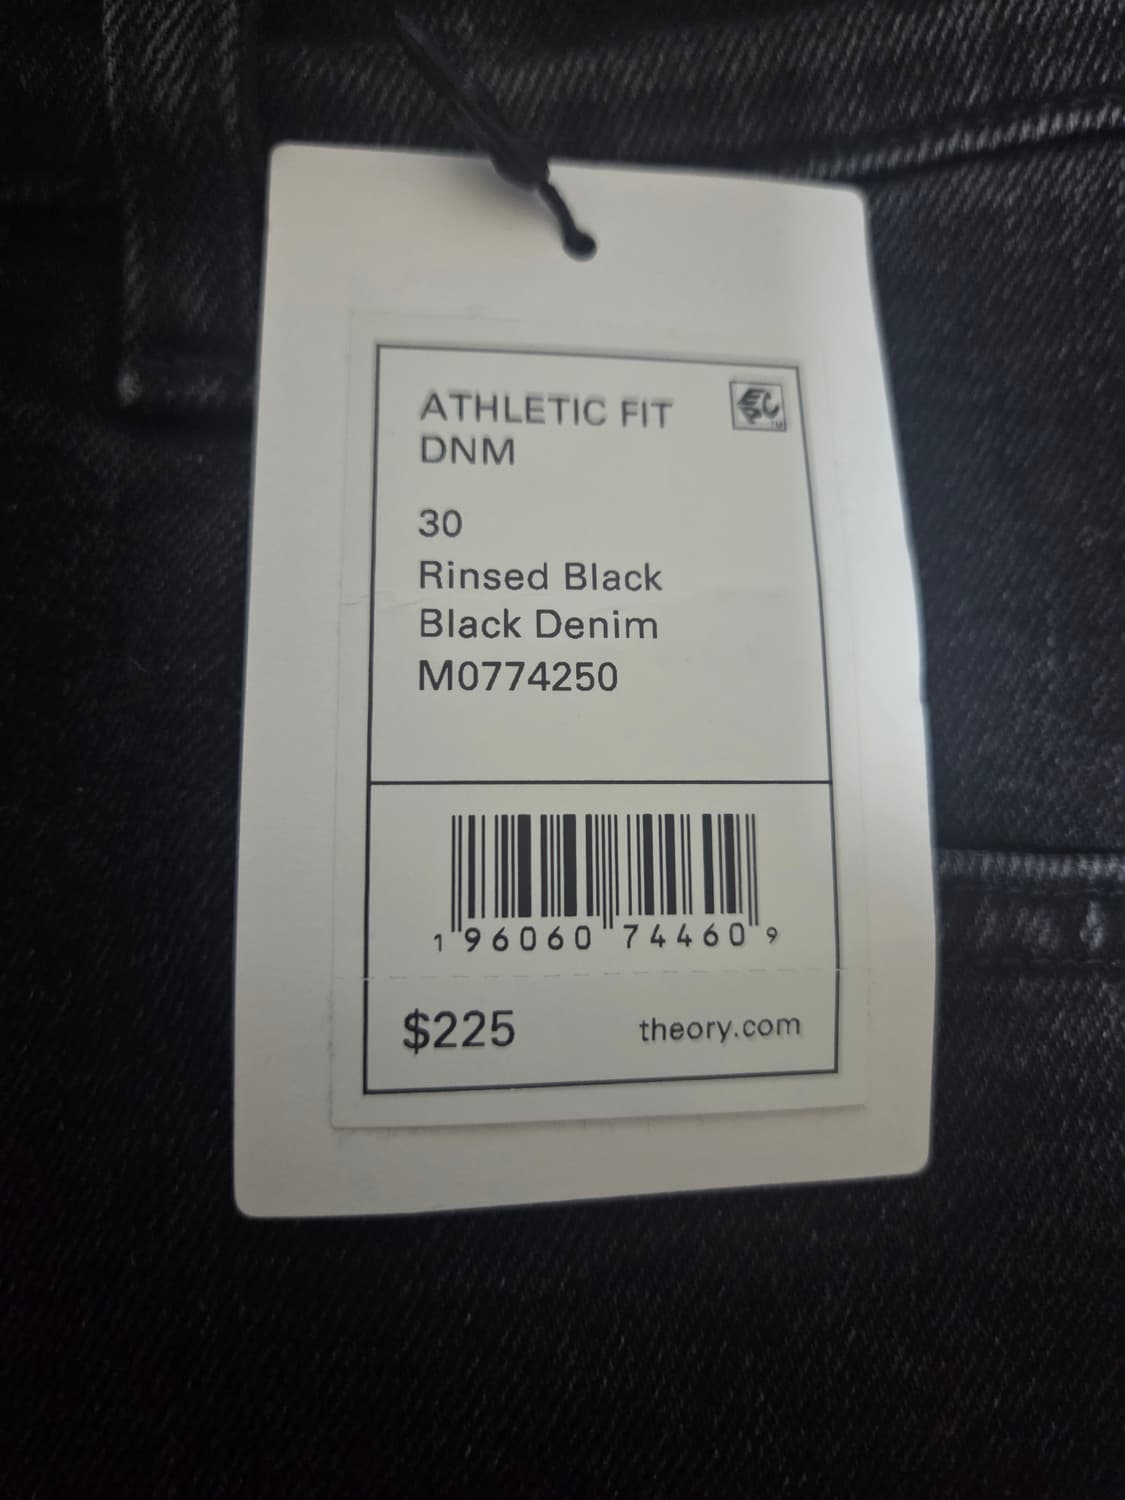 ATHLETIC FIT
DNM
30
Rinsed Black
Black Denim
M0774250
1 96060 74460 9
$225 theory.com